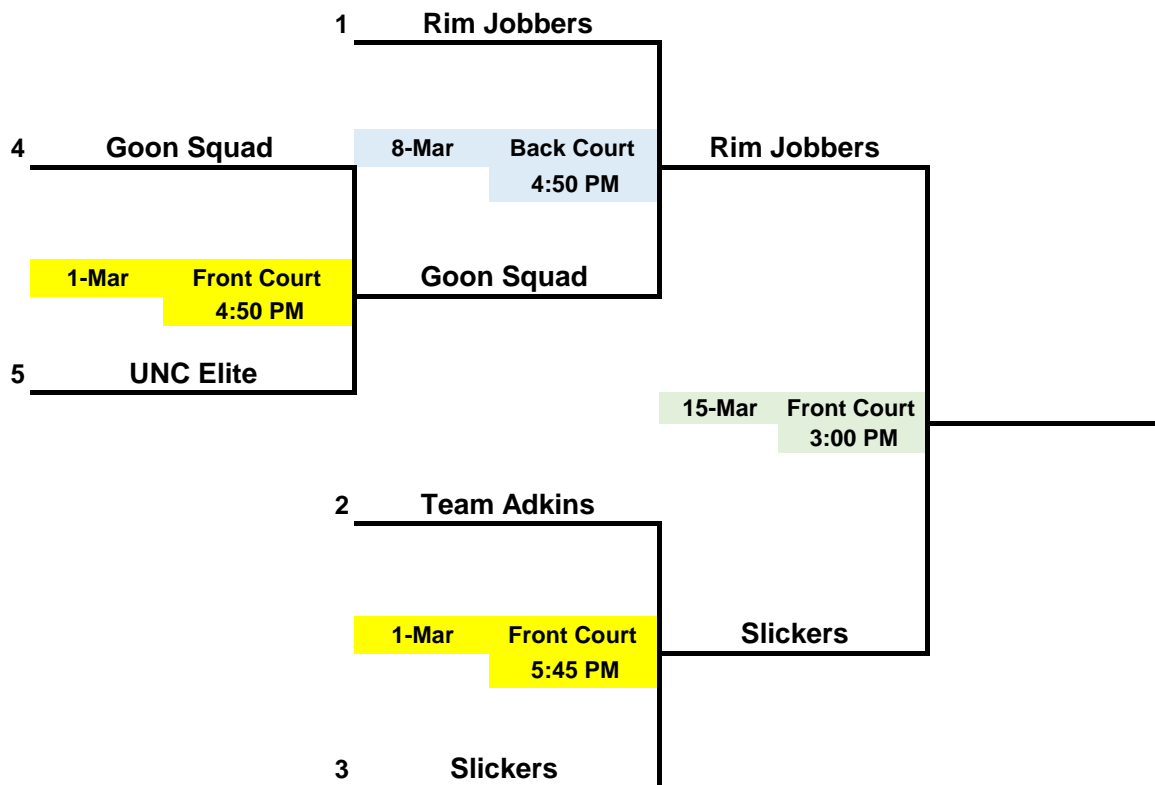 1 Rim Jobbers
4 Goon Squad 8-Mar Back Court Rim Jobbers
4:50 PM
1-Mar Front Court Goon Squad
4:50 PM
5 UNC Elite
15-Mar Front Court
3:00 PM
2 Team Adkins
1-Mar Front Court Slickers
5:45 PM
3 Slickers